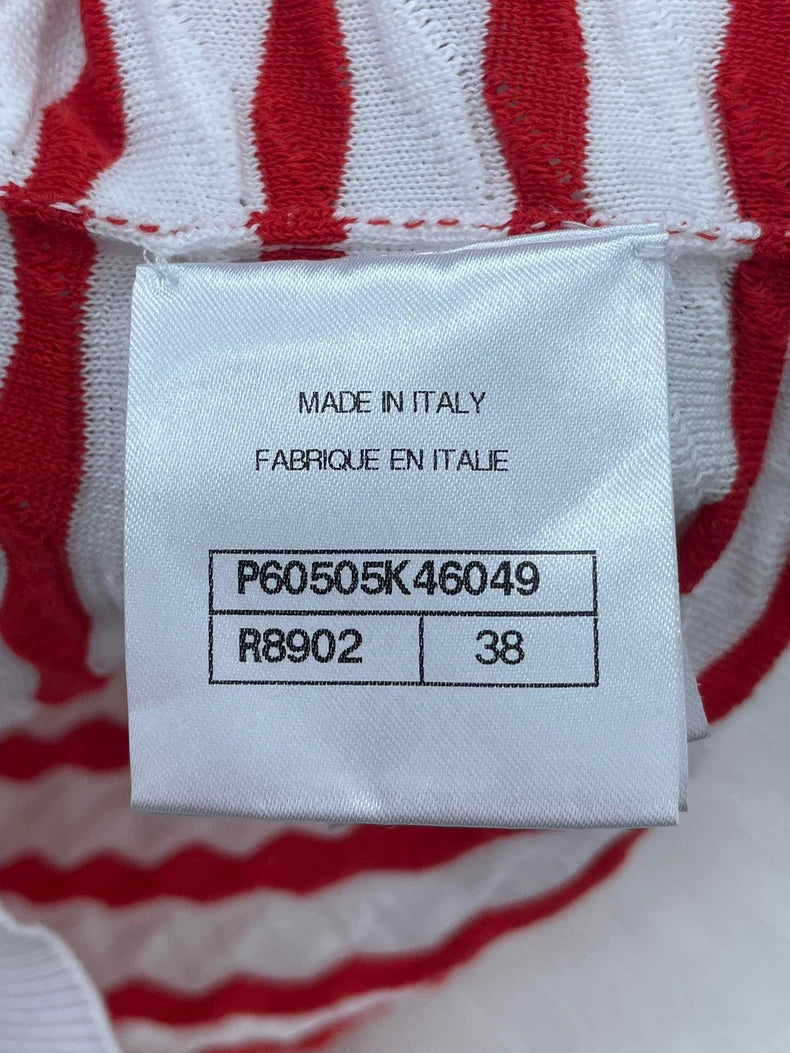 MADE IN ITALY
FABRIQUE EN ITALIE
P60505K46049
R8902 38